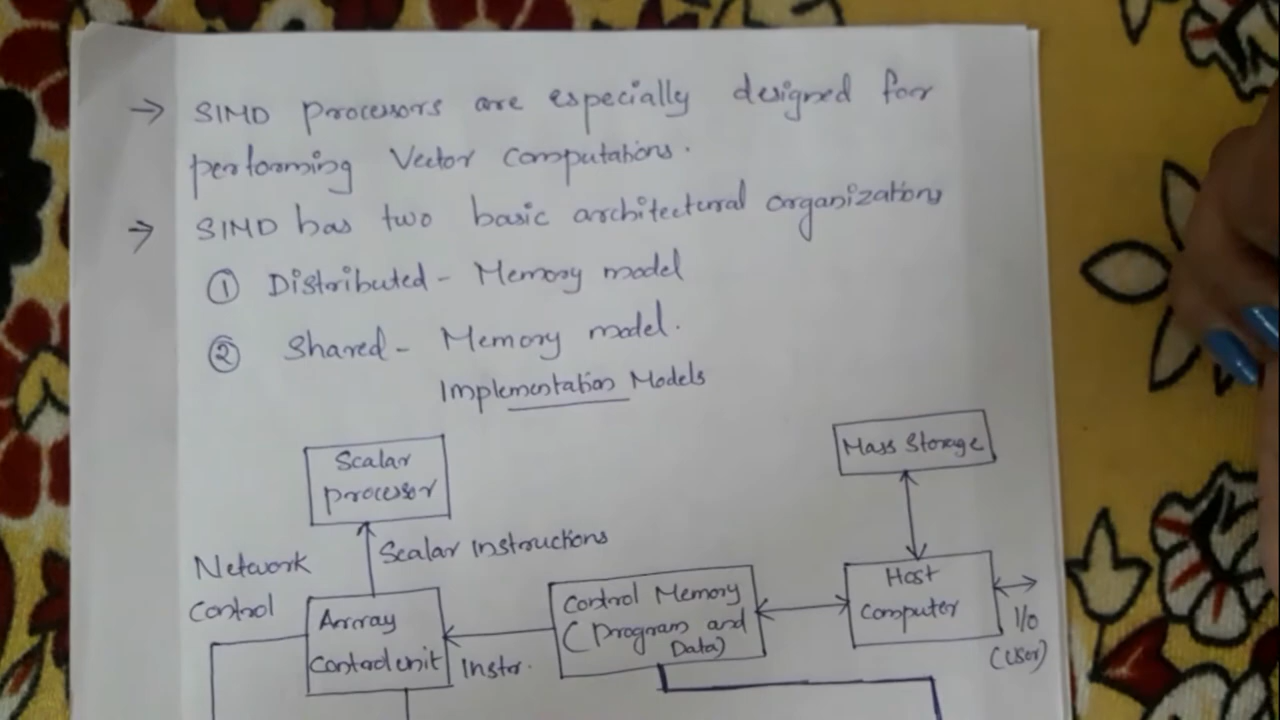 → SIMD processors are especially designed for
performing Vector Computations.
→ SIMD has two basic architectural organizations
① Distributed - Memory model
② Shared - Memory model.
Implementation Models
Scalar
processor
Mass Storage
Scalar Instructions
Network
Control
Array
Control unit
Instr.
Control Memory
(Program and
Data)
Host
Computer
I/O
(User)